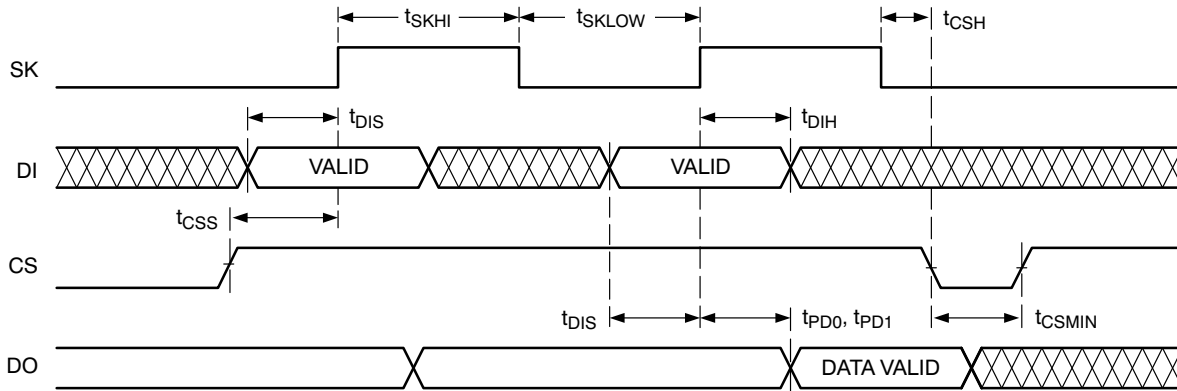 tSKHI tSKLOW tCSH
SK
tDIS tDIH
DI VALID VALID
tCSS
CS
tDIS tPD0, tPD1 tCSMIN
DO DATA VALID